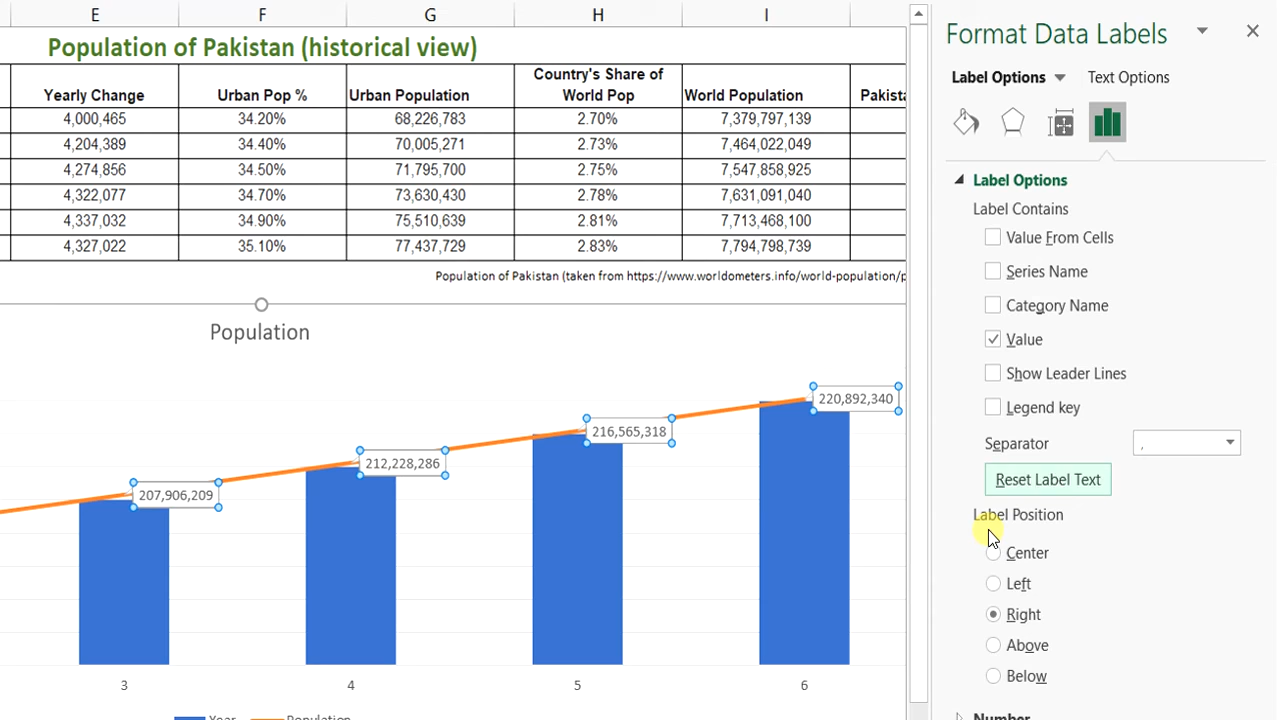 E F G H I
Population of Pakistan (historical view)
Yearly Change Urban Pop % Urban Population Country's Share of World Pop World Population
4,000,465 34.20% 68,226,783 2.70% 7,379,797,139
4,204,389 34.40% 70,005,271 2.73% 7,464,022,049
4,274,856 34.50% 71,795,700 2.75% 7,547,858,925
4,322,077 34.70% 73,630,430 2.78% 7,631,091,040
4,337,032 34.90% 75,510,639 2.81% 7,713,468,100
4,327,022 35.10% 77,437,729 2.83% 7,794,798,739
Population of Pakistan (taken from https://www.worldometers.info/world-population/p
Population
207,906,209
212,228,286
216,565,318
220,892,340
3 4 5 6
Year Population
Format Data Labels
Label Options Text Options
Label Options
Label Contains
Value From Cells
Series Name
Category Name
Value
Show Leader Lines
Legend key
Separator ,
Reset Label Text
Label Position
Center
Left
Right
Above
Below
Number